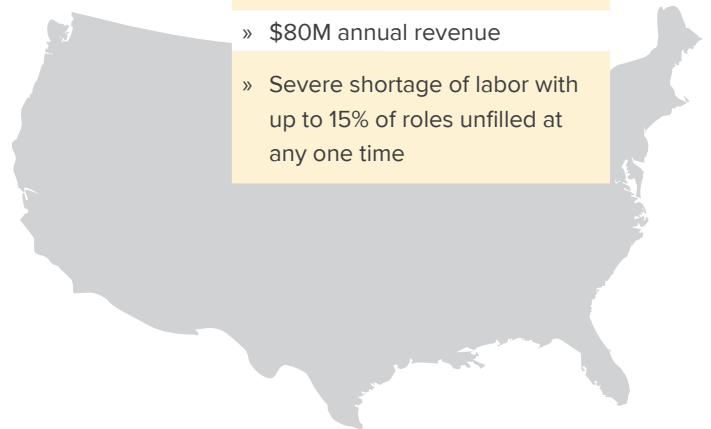 » $80M annual revenue
» Severe shortage of labor with
up to 15% of roles unfilled at
any one time